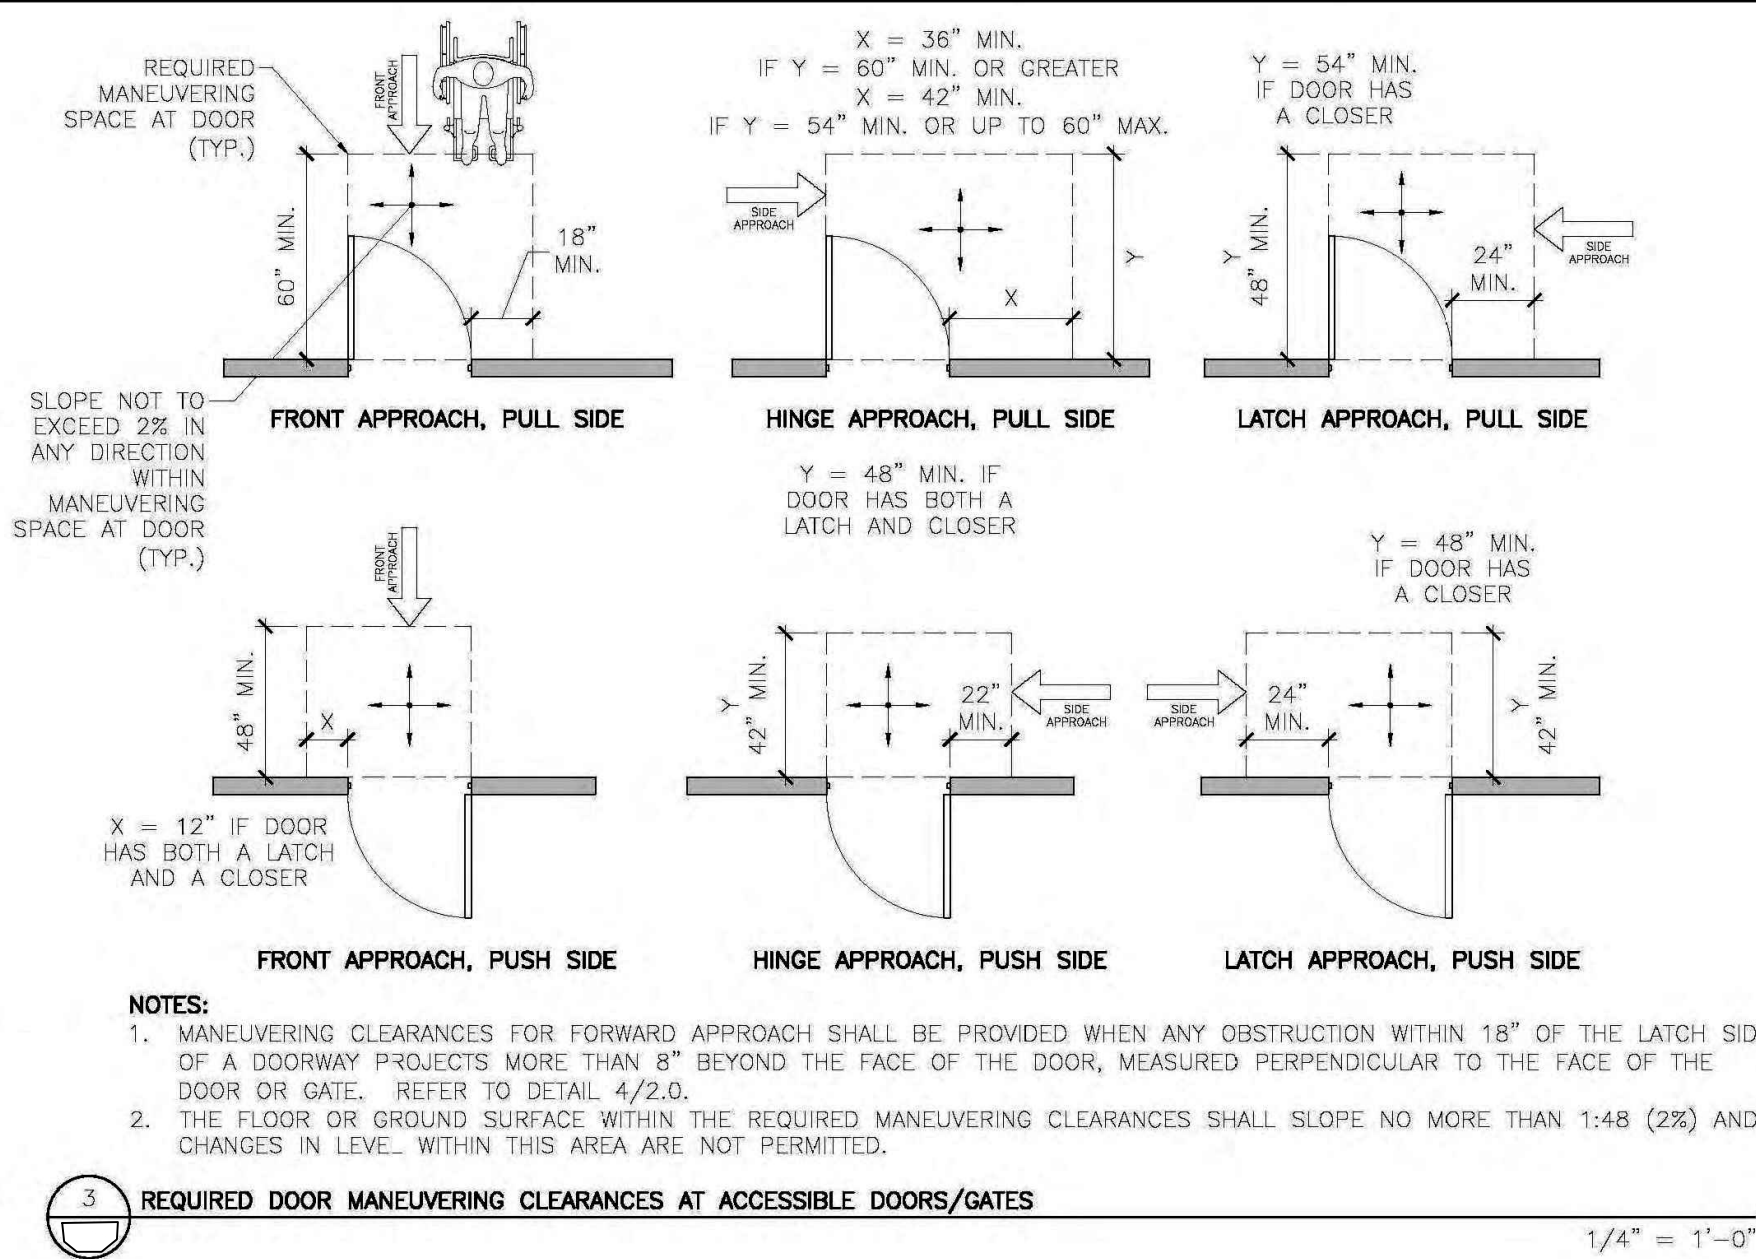 REQUIRED
MANEUVERING
SPACE AT DOOR
(TYP.)
FRONT
APPROACH
60" MIN.
18"
MIN.
SLOPE NOT TO
EXCEED 2% IN
ANY DIRECTION
WITHIN
MANEUVERING
SPACE AT DOOR
(TYP.)
FRONT APPROACH, PULL SIDE
X = 36" MIN.
IF Y = 60" MIN. OR GREATER
X = 42" MIN.
IF Y = 54" MIN. OR UP TO 60" MAX.
SIDE
APPROACH
X
Y
HINGE APPROACH, PULL SIDE
Y = 54" MIN.
IF DOOR HAS
A CLOSER
Y
48" MIN.
24"
MIN.
SIDE
APPROACH
LATCH APPROACH, PULL SIDE
FRONT
APPROACH
48" MIN.
X
X = 12" IF DOOR
HAS BOTH A LATCH
AND A CLOSER
FRONT APPROACH, PUSH SIDE
Y = 48" MIN. IF
DOOR HAS BOTH A
LATCH AND CLOSER
Y
42" MIN.
22"
MIN.
SIDE
APPROACH
HINGE APPROACH, PUSH SIDE
Y = 48" MIN.
IF DOOR HAS
A CLOSER
SIDE
APPROACH
24"
MIN.
Y
42" MIN.
LATCH APPROACH, PUSH SIDE
NOTES:
1. MANEUVERING CLEARANCES FOR FORWARD APPROACH SHALL BE PROVIDED WHEN ANY OBSTRUCTION WITHIN 18" OF THE LATCH SID
OF A DOORWAY PROJECTS MORE THAN 8" BEYOND THE FACE OF THE DOOR, MEASURED PERPENDICULAR TO THE FACE OF THE
DOOR OR GATE. REFER TO DETAIL 4/2.0.
2. THE FLOOR OR GROUND SURFACE WITHIN THE REQUIRED MANEUVERING CLEARANCES SHALL SLOPE NO MORE THAN 1:48 (2%) AND
CHANGES IN LEVEL WITHIN THIS AREA ARE NOT PERMITTED.
3
REQUIRED DOOR MANEUVERING CLEARANCES AT ACCESSIBLE DOORS/GATES
1/4" = 1'-0"